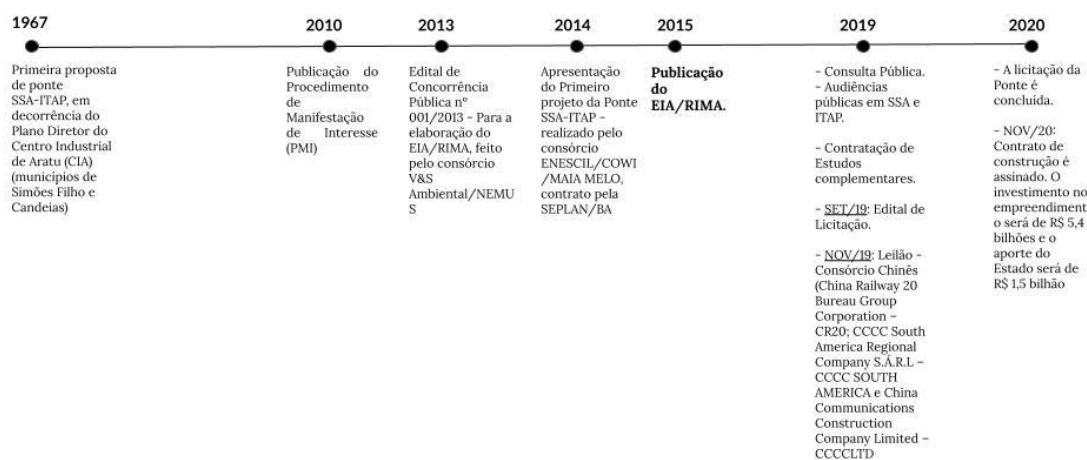 1967
Primeira proposta
de ponte
SSA-ITAP, em
decorrência do
Plano Diretor do
Centro Industrial
de Aratu (CIA)
(municípios de
Simões Filho e
Candeias)
2010
Publicação do
Procedimento
de
Manifestação
de Interesse
(PMI)
2013
Edital de
Concorrência
Pública nº
001/2013 - Para a
elaboração do
EIA/RIMA, feito
pelo consórcio
V&S
Ambiental/NEMU
S
2014
Apresentação
do Primeiro
projeto da Ponte
SSA-ITAP -
realizado pelo
consórcio
ENESCIL/COWI
/MAIA MELO,
contrato pela
SEPLAN/BA
2015
Publicação
do
EIA/RIMA.
2019
- Consulta Pública.
- Audiências
públicas em SSA e
ITAP.
- Contratação de
Estudos
complementares.
- SET/19: Edital de
Licitação.
- NOV/19: Leilão -
Consórcio Chinês
(China Railway 20
Bureau Group
Corporation –
CR20; CCCC South
America Regional
Company S.Á.R.L –
CCCC SOUTH
AMERICA e China
Communications
Construction
Company Limited –
CCCCLTD
2020
- A licitação da
Ponte é
concluída.
- NOV/20:
Contrato de
construção é
assinado. O
investimento no
empreendiment
o será de R$ 5,4
bilhões e o
aporte do
Estado será de
R$ 1,5 bilhão